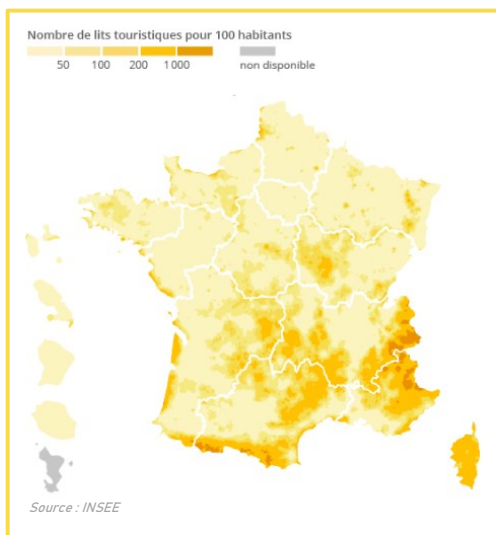 Nombre de lits touristiques pour 100 habitants
50 100 200 1 000 non disponible
Source : INSEE